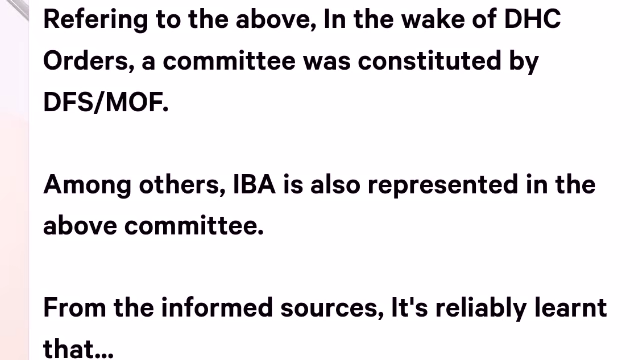 Refering to the above, In the wake of DHC
Orders, a committee was constituted by
DFS/MOF.
Among others, IBA is also represented in the
above committee.
From the informed sources, It's reliably learnt
that...